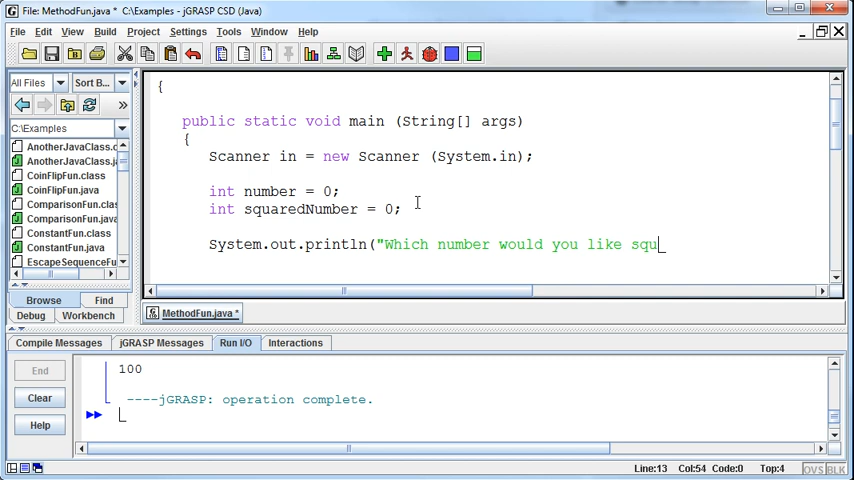 File: MethodFun.java * C:\Examples - jGRASP CSD (Java)
File Edit View Build Project Settings Tools Window Help
All Files Sort B...
C:\Examples
AnotherJavaClass.c
AnotherJavaClass.ja
CoinFlipFun.class
CoinFlipFun.java
ComparisonFun.clas
ComparisonFun.java
ConstantFun.class
ConstantFun.java
EscapeSequenceFu
Browse Find
Debug Workbench
{
public static void main (String[] args)
{
Scanner in = new Scanner (System.in);
int number = 0;
int squaredNumber = 0;
System.out.println("Which number would you like squ
MethodFun.java *
Compile Messages jGRASP Messages Run I/O Interactions
End
Clear
Help
100
----jGRASP: operation complete.
Line:13 Col:54 Code:0 Top:4 OVS BLK